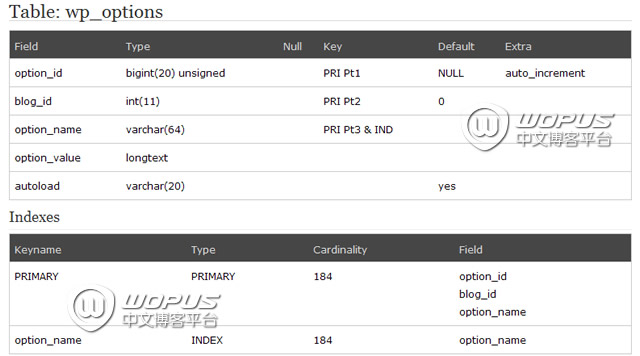 Table: wp_options
Field Type Null Key Default Extra
option_id bigint(20) unsigned PRI Pt1 NULL auto_increment
blog_id int(11) PRI Pt2 0
option_name varchar(64) PRI Pt3 & IND
option_value longtext
autoload varchar(20) yes
WOPUS
中文博客平台
Indexes
Keyname Type Cardinality Field
PRIMARY PRIMARY 184 option_id
blog_id
option_name
option_name INDEX 184 option_name
WOPUS
中文博客平台